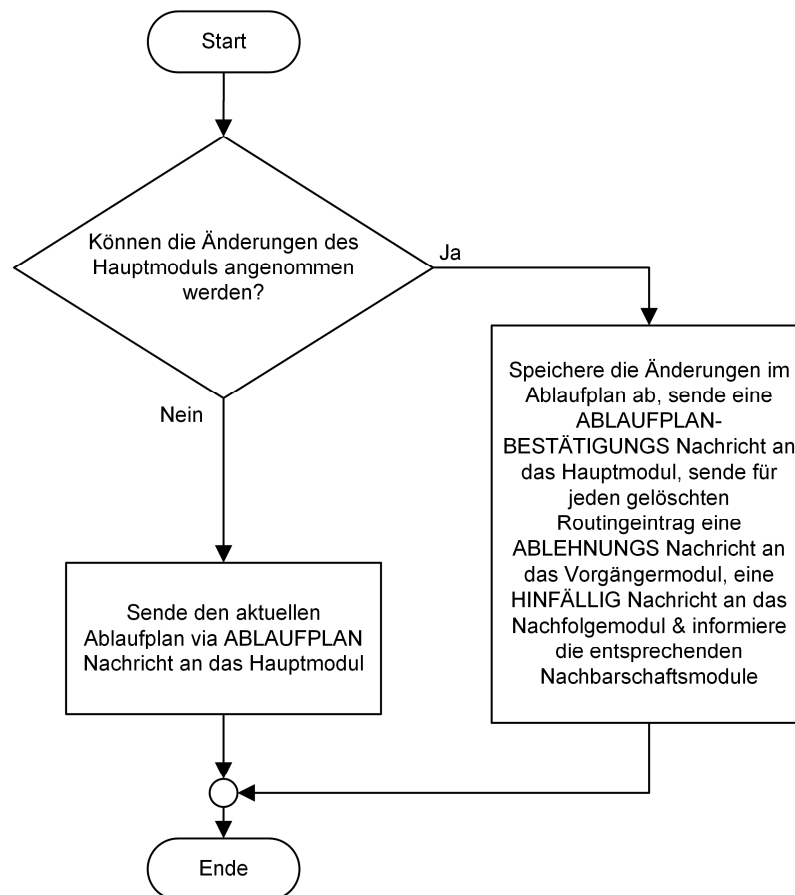 Start
Können die Änderungen des
Hauptmoduls angenommen
werden?
Ja
Nein
Speichere die Änderungen im
Ablaufplan ab, sende eine
ABLAUFPLAN-
BESTÄTIGUNGS Nachricht an
das Hauptmodul, sende für
jeden gelöschten
Routingeintrag eine
ABLEHNUNGS Nachricht an
das Vorgängermodul, eine
HINFÄLLIG Nachricht an das
Nachfolgemodul & informiere
die entsprechenden
Nachbarschaftsmodule
Sende den aktuellen
Ablaufplan via ABLAUFPLAN
Nachricht an das Hauptmodul
Ende